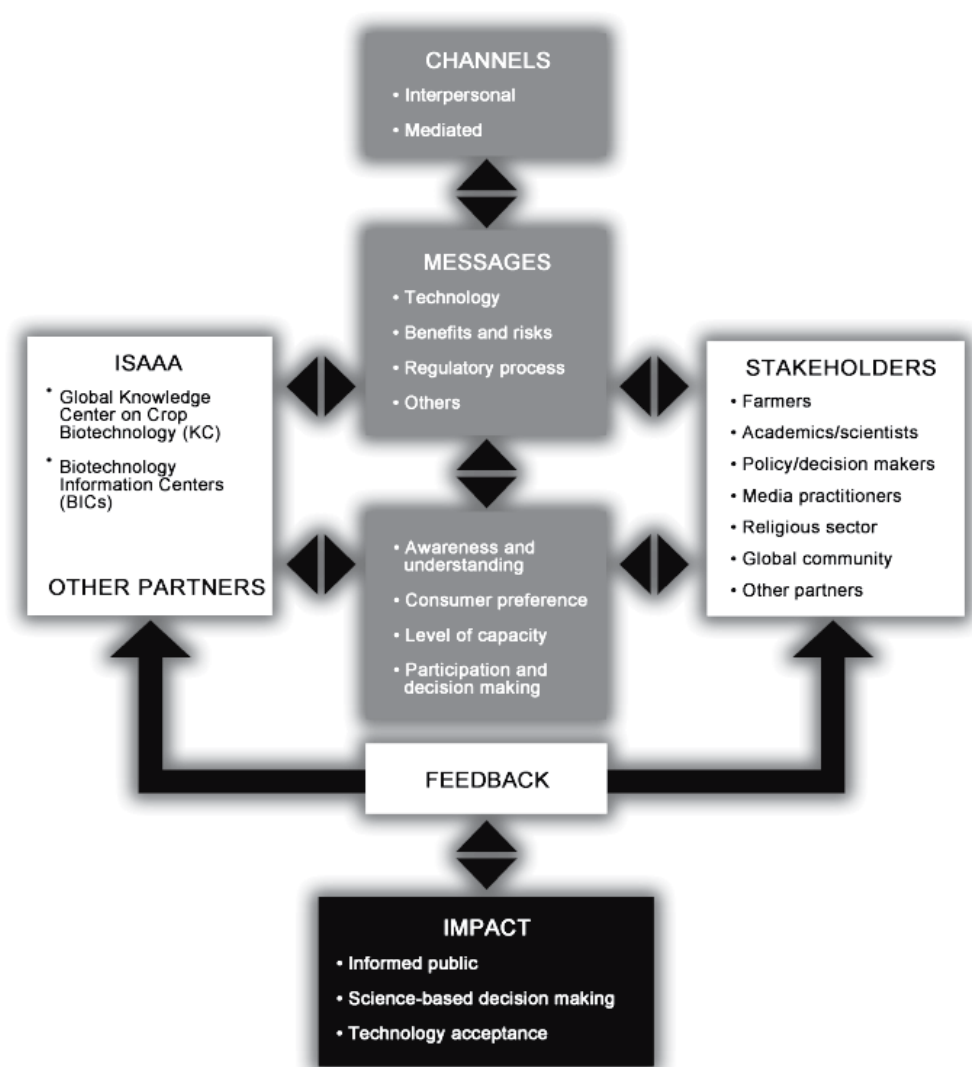 CHANNELS
• Interpersonal
• Mediated
MESSAGES
• Technology
• Benefits and risks
• Regulatory process
• Others
ISAAA
* Global Knowledge
Center on Crop
Biotechnology (KC)
* Biotechnology
Information Centers
(BICs)
OTHER PARTNERS
STAKEHOLDERS
• Farmers
• Academics/scientists
• Policy/decision makers
• Media practitioners
• Religious sector
• Global community
• Other partners
• Awareness and
understanding
• Consumer preference
• Level of capacity
• Participation and
decision making
FEEDBACK
IMPACT
• Informed public
• Science-based decision making
• Technology acceptance